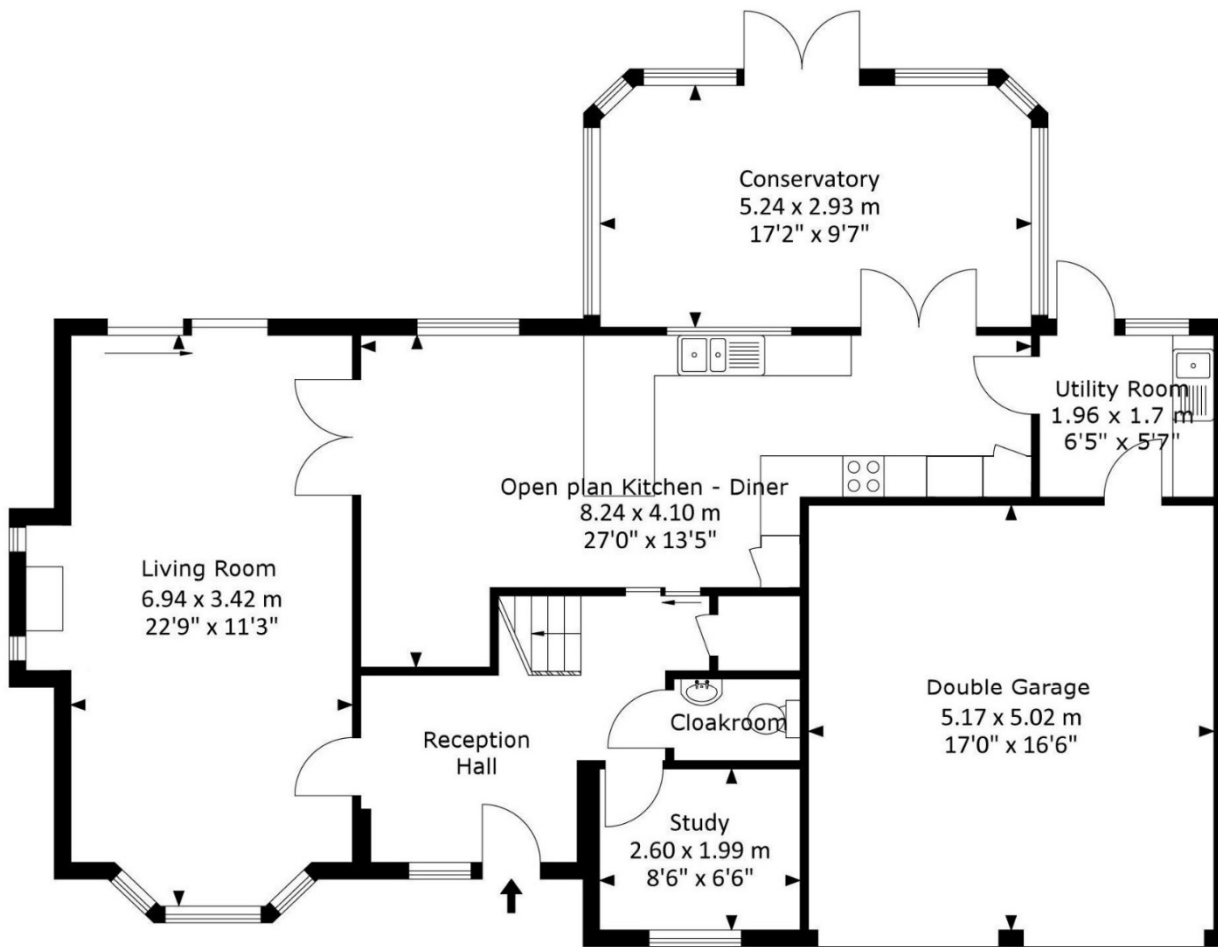 Conservatory
5.24 x 2.93 m
17'2" x 9'7"
Utility Room
1.96 x 1.7 m
6'5" x 5'7"
Open plan Kitchen - Diner
8.24 x 4.10 m
27'0" x 13'5"
Living Room
6.94 x 3.42 m
22'9" x 11'3"
Double Garage
5.17 x 5.02 m
17'0" x 16'6"
Cloakroom
Reception
Hall
Study
2.60 x 1.99 m
8'6" x 6'6"